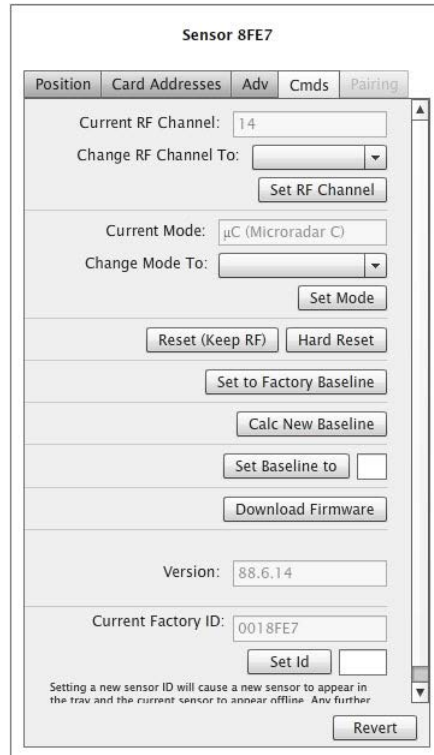 Sensor 8FE7
Position Card Addresses Adv Cmds Pairing
Current RF Channel: 14
Change RF Channel To:
Set RF Channel
Current Mode: µC (Microradar C)
Change Mode To:
Set Mode
Reset (Keep RF) Hard Reset
Set to Factory Baseline
Calc New Baseline
Set Baseline to
Download Firmware
Version: 88.6.14
Current Factory ID: 0018FE7
Set Id
Setting a new sensor ID will cause a new sensor to appear in
the tray and the current sensor to appear offline. Any further
Revert